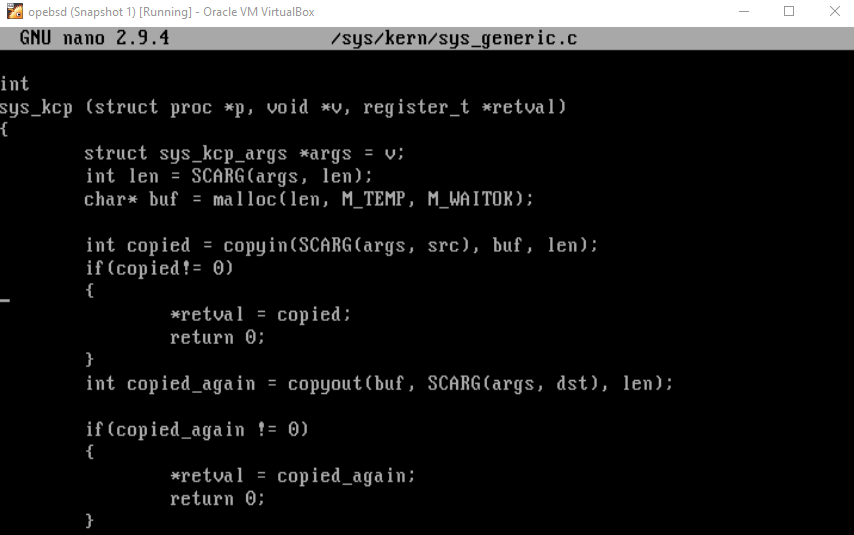 opebsd (Snapshot 1) [Running] - Oracle VM VirtualBox
GNU nano 2.9.4 /sys/kern/sys_generic.c
int
sys_kcp (struct proc *p, void *v, register_t *retval)
{
        struct sys_kcp_args *args = v;
        int len = SCARG(args, len);
        char* buf = malloc(len, M_TEMP, M_WAITOK);
        int copied = copyin(SCARG(args, src), buf, len);
        if(copied!= 0)
        {
                *retval = copied;
                return 0;
        }
        int copied_again = copyout(buf, SCARG(args, dst), len);
        if(copied_again != 0)
        {
                *retval = copied_again;
                return 0;
        }